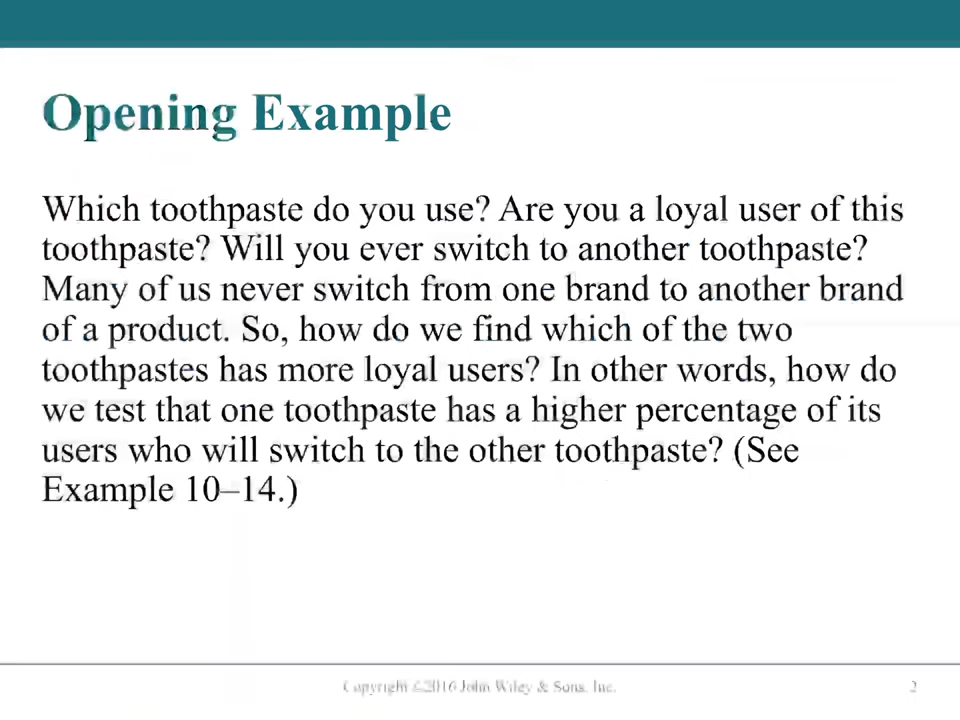 Opening Example
Which toothpaste do you use? Are you a loyal user of this
toothpaste? Will you ever switch to another toothpaste?
Many of us never switch from one brand to another brand
of a product. So, how do we find which of the two
toothpastes has more loyal users? In other words, how do
we test that one toothpaste has a higher percentage of its
users who will switch to the other toothpaste? (See
Example 10–14.)
Copyright ©2016 John Wiley & Sons, Inc.
2